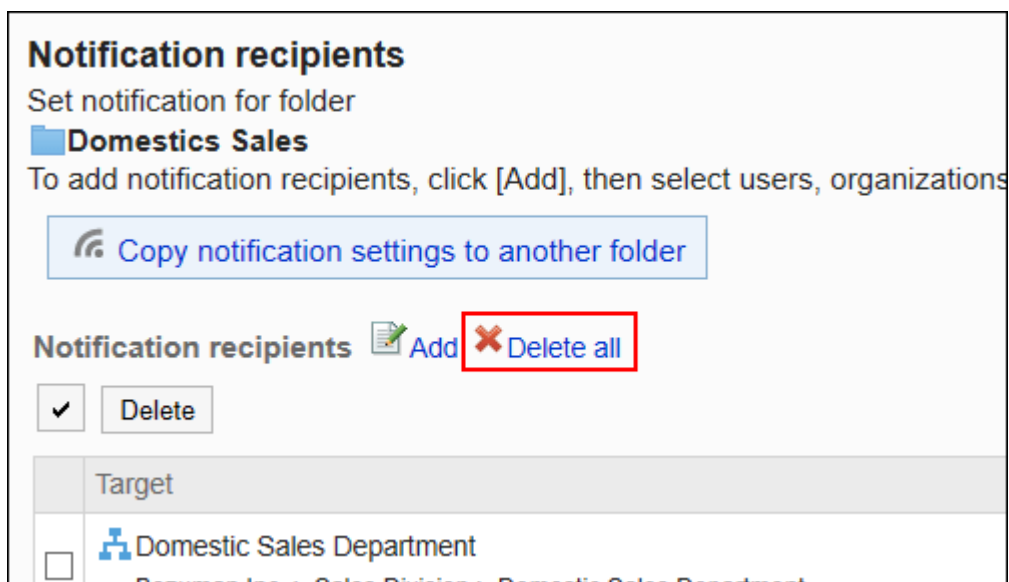 Notification recipients
Set notification for folder
Domestics Sales
To add notification recipients, click [Add], then select users, organizations
Copy notification settings to another folder
Notification recipients Add Delete all
Delete
Target
Domestic Sales Department